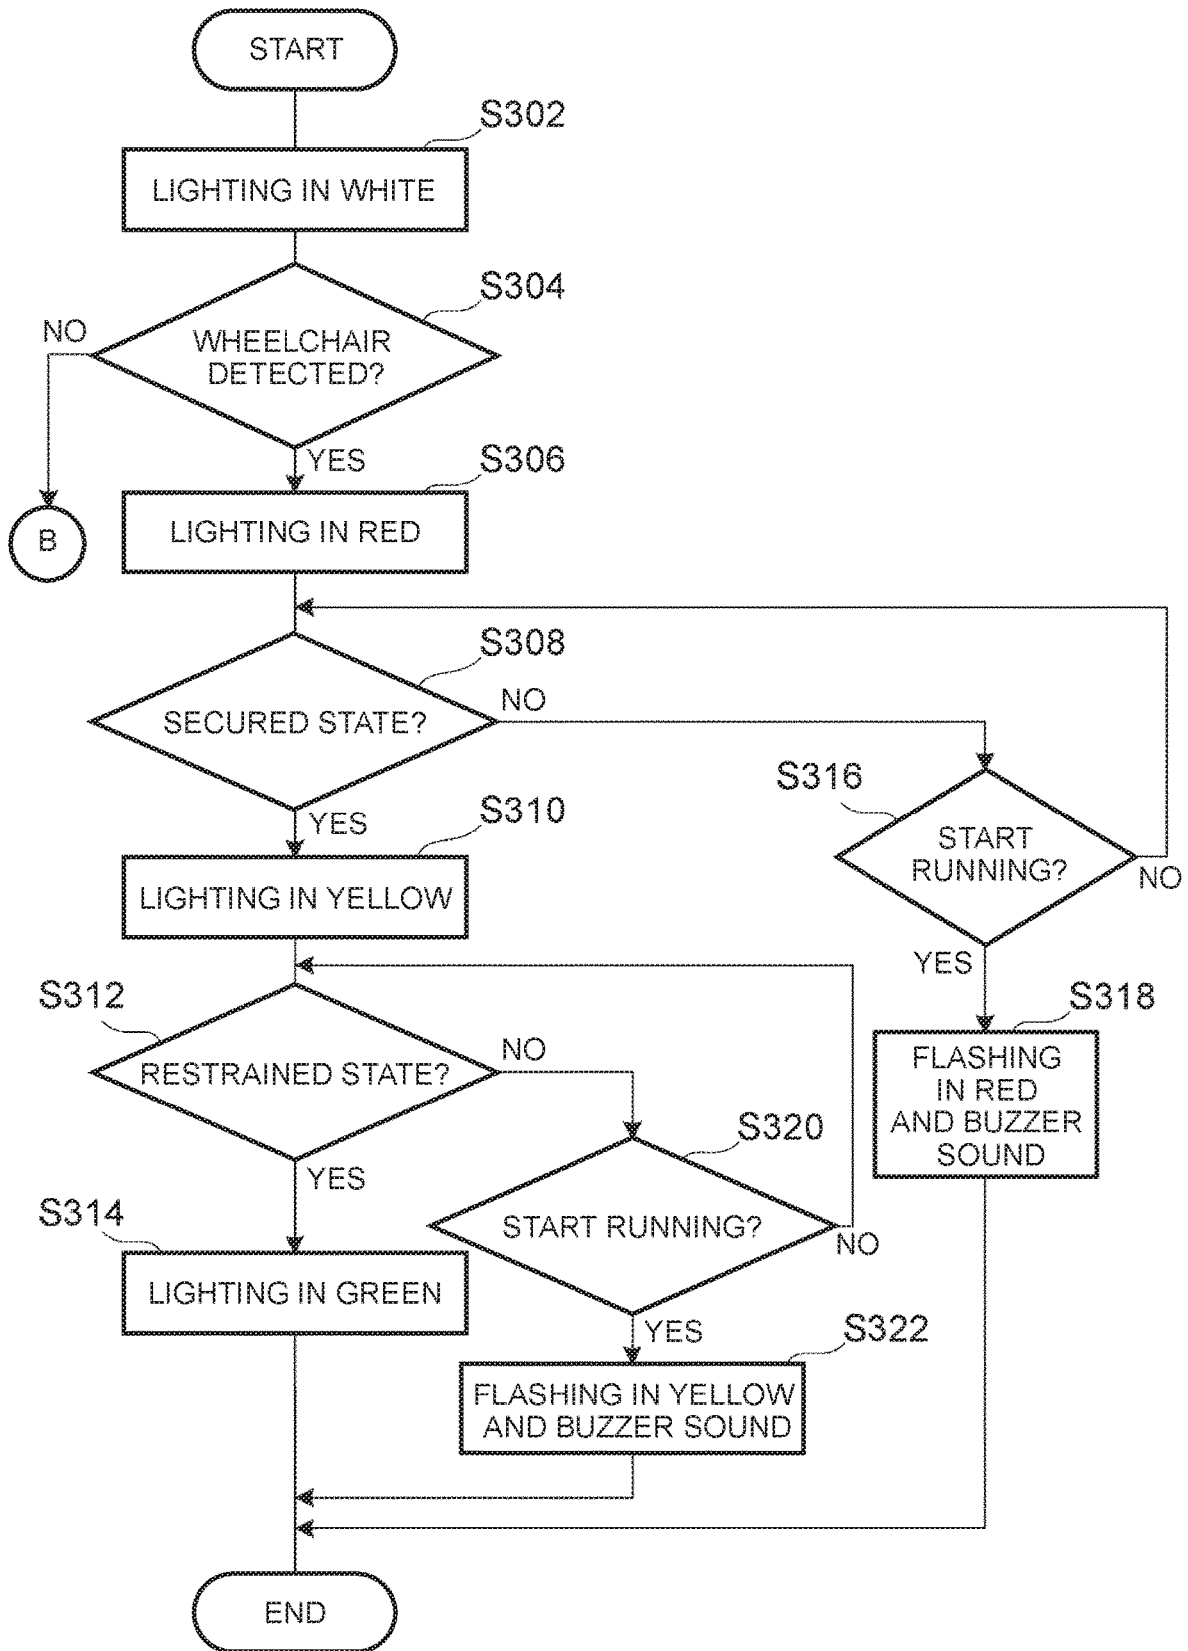 START
S302
LIGHTING IN WHITE
S304
NO
WHEELCHAIR
DETECTED?
YES
S306
B
LIGHTING IN RED
S308
NO
SECURED STATE?
S316
YES
S310
START
RUNNING?
NO
LIGHTING IN YELLOW
YES
S312
S318
NO
RESTRAINED STATE?
FLASHING
IN RED
AND BUZZER
SOUND
S320
YES
S314
START RUNNING?
NO
LIGHTING IN GREEN
YES
S322
FLASHING IN YELLOW
AND BUZZER SOUND
END